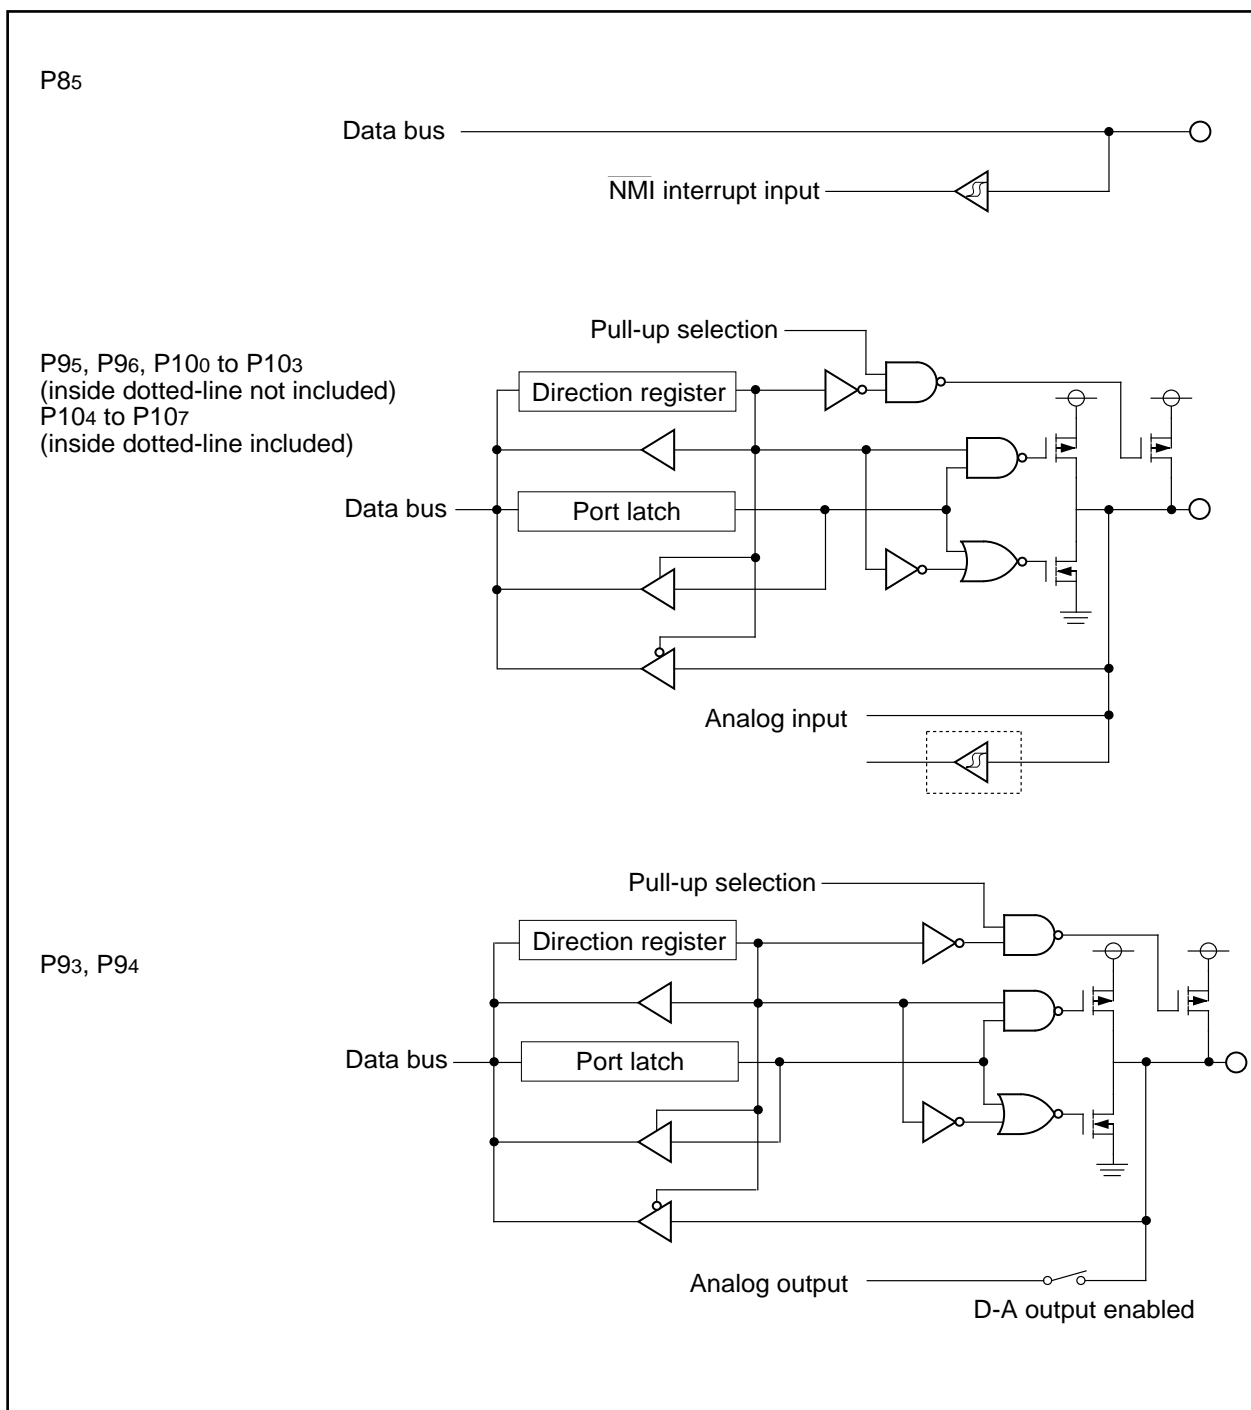 P85
Data bus
NMI interrupt input
Pull-up selection
P95, P96, P100 to P103
(inside dotted-line not included)
P104 to P107
(inside dotted-line included)
Direction register
Data bus
Port latch
Analog input
Pull-up selection
Direction register
P93, P94
Data bus
Port latch
Analog output
D-A output enabled